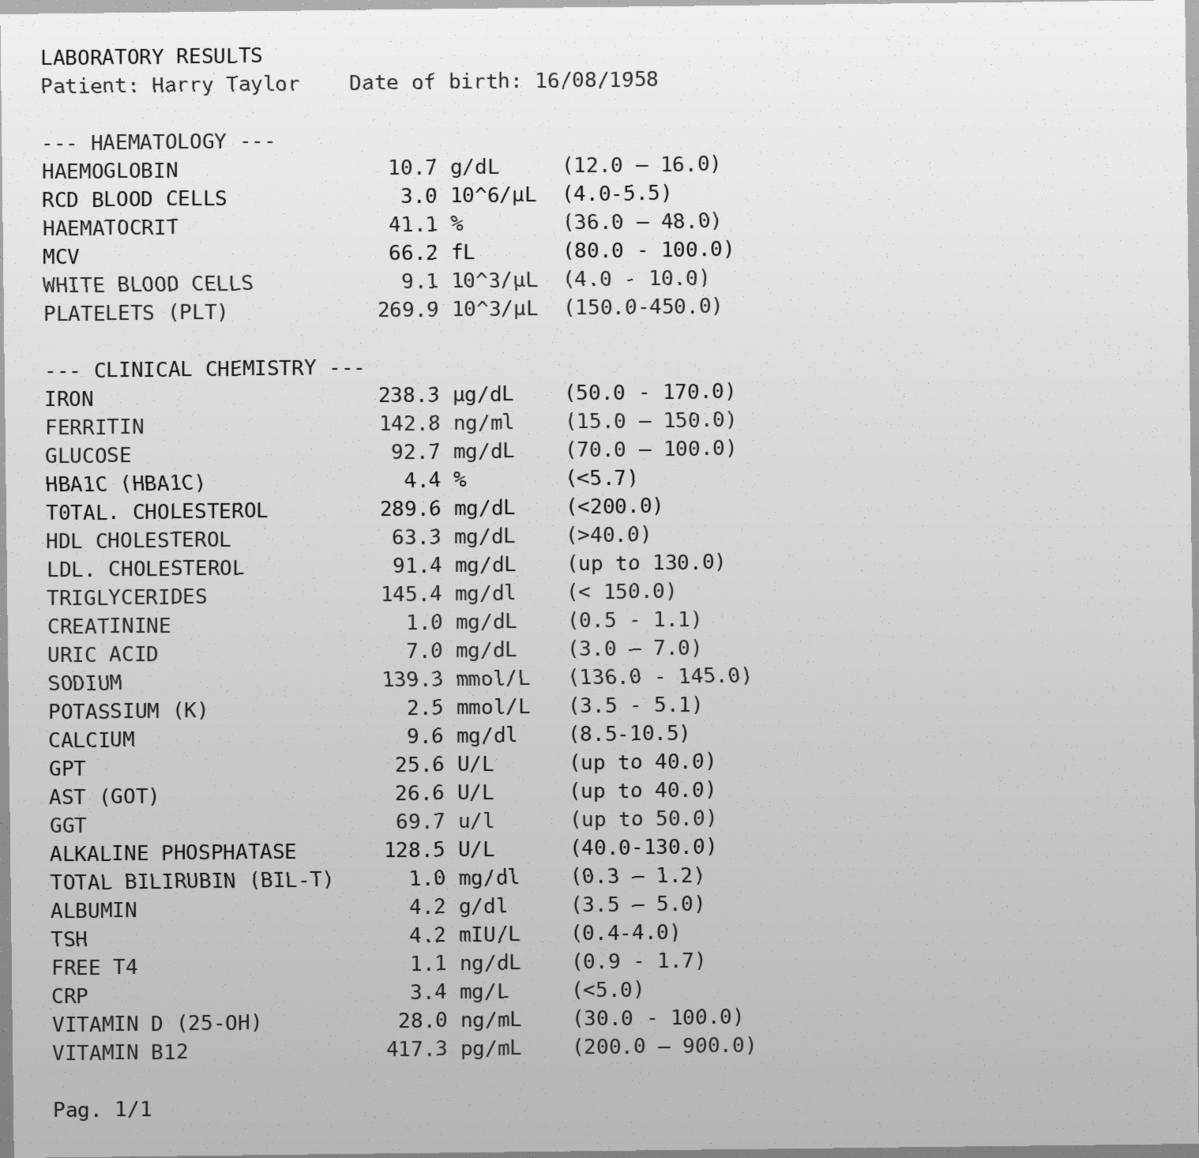 LABORATORY RESULTS
Patient: Harry Taylor    Date of birth: 16/08/1958

--- HAEMATOLOGY ---
HAEMOGLOBIN 10.7 g/dL (12.0 – 16.0)
RCD BLOOD CELLS 3.0 10^6/µL (4.0-5.5)
HAEMATOCRIT 41.1 % (36.0 – 48.0)
MCV 66.2 fL (80.0 - 100.0)
WHITE BLOOD CELLS 9.1 10^3/µL (4.0 - 10.0)
PLATELETS (PLT) 269.9 10^3/µL (150.0-450.0)

--- CLINICAL CHEMISTRY ---
IRON 238.3 µg/dL (50.0 - 170.0)
FERRITIN 142.8 ng/ml (15.0 – 150.0)
GLUCOSE 92.7 mg/dL (70.0 – 100.0)
HBA1C (HBA1C) 4.4 % (<5.7)
T0TAL. CHOLESTEROL 289.6 mg/dL (<200.0)
HDL CHOLESTEROL 63.3 mg/dL (>40.0)
LDL. CHOLESTEROL 91.4 mg/dL (up to 130.0)
TRIGLYCERIDES 145.4 mg/dl (< 150.0)
CREATININE 1.0 mg/dL (0.5 - 1.1)
URIC ACID 7.0 mg/dL (3.0 – 7.0)
SODIUM 139.3 mmol/L (136.0 - 145.0)
POTASSIUM (K) 2.5 mmol/L (3.5 - 5.1)
CALCIUM 9.6 mg/dl (8.5-10.5)
GPT 25.6 U/L (up to 40.0)
AST (GOT) 26.6 U/L (up to 40.0)
GGT 69.7 u/l (up to 50.0)
ALKALINE PHOSPHATASE 128.5 U/L (40.0-130.0)
TOTAL BILIRUBIN (BIL-T) 1.0 mg/dl (0.3 – 1.2)
ALBUMIN 4.2 g/dl (3.5 – 5.0)
TSH 4.2 mIU/L (0.4-4.0)
FREE T4 1.1 ng/dL (0.9 - 1.7)
CRP 3.4 mg/L (<5.0)
VITAMIN D (25-OH) 28.0 ng/mL (30.0 - 100.0)
VITAMIN B12 417.3 pg/mL (200.0 – 900.0)

Pag. 1/1